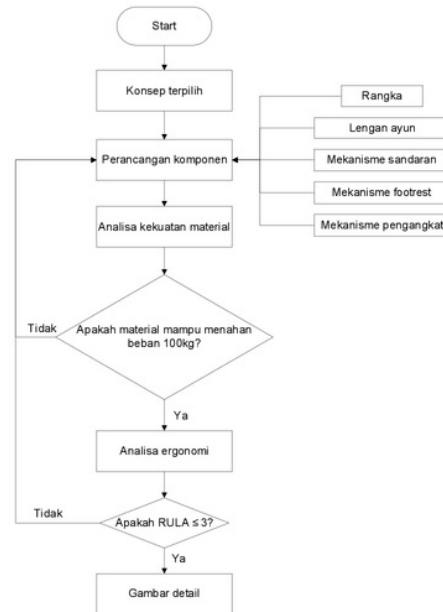 Start
Konsep terpilih
Rangka
Lengan ayun
Perancangan komponen
Mekanisme sandaran
Mekanisme footrest
Mekanisme pengangkat
Analisa kekuatan material
Tidak
Apakah material mampu menahan
beban 100kg?
Ya
Analisa ergonomi
Tidak
Apakah RULA ≤ 3?
Ya
Gambar detail